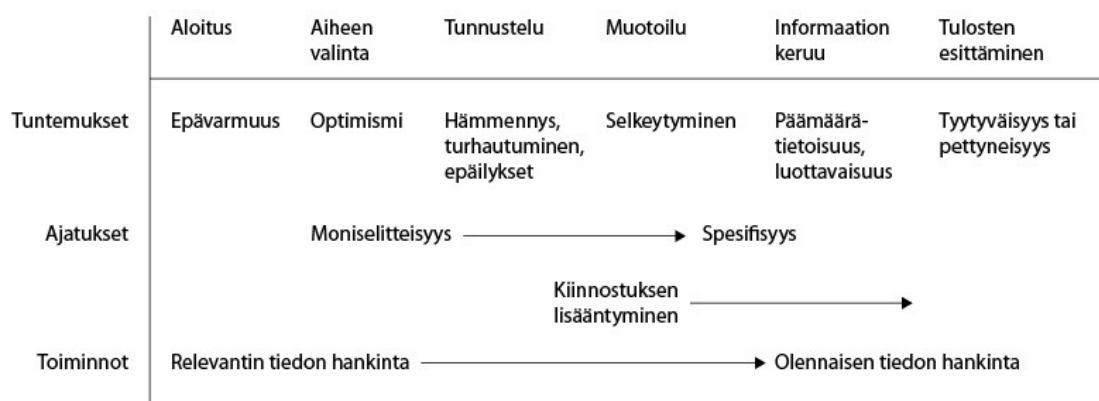 Aloitus
Aiheen
valinta
Tunnustelu
Muotoilu
Informaation
keruu
Tulosten
esittäminen
Tuntemukset
Epävarmuus
Optimismi
Hämmennys,
turhautuminen,
epäilykset
Selkeytyminen
Päämäärä-
tietoisuus,
luottavaisuus
Tyytyväisyys tai
pettyneisyys
Ajatukset
Moniselitteisyys
Spesifisyys
Kiinnostuksen
lisääntyminen
Toiminnot
Relevantin tiedon hankinta
Olennaisen tiedon hankinta